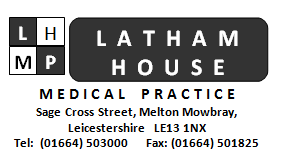 L H
M P
LATHAM
HOUSE
MEDICAL PRACTICE
Sage Cross Street, Melton Mowbray,
Leicestershire LE13 1NX
Tel: (01664) 503000 Fax: (01664) 501825